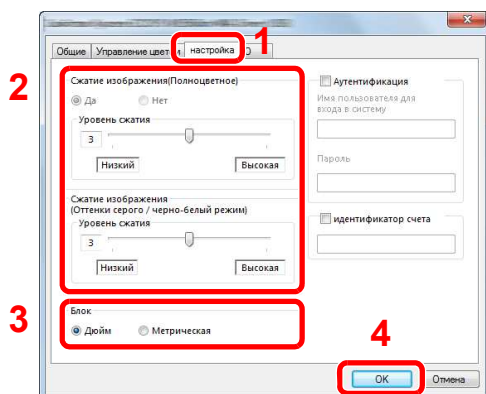 1
Общие
Управление цвет
настройка
2
Сжатие изображения(Полноцветное)
Да
Нет
Уровень сжатия
3
Низкий
Высокая
Сжатие изображения
(Оттенки серого / черно-белый режим)
Уровень сжатия
3
Низкий
Высокая
Аутентификация
Имя пользователя для
входа в систему
Пароль
идентификатор счета
3
Блок
Дюйм
Метрическая
4
OK
Отмена